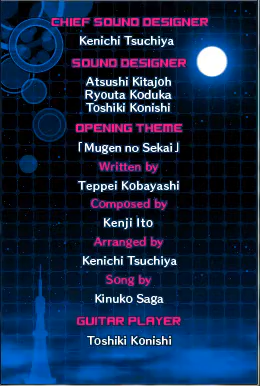 CHIEF SOUND DESIGNER
Kenichi Tsuchiya
SOUND DESIGNER
Atsushi Kitajoh
Ryouta Koduka
Toshiki Konishi
OPENING THEME
「Mugen no Sekai」
Written by
Teppei Kobayashi
Composed by
Kenji Ito
Arranged by
Kenichi Tsuchiya
Song by
Kinuko Saga
GUITAR PLAYER
Toshiki Konishi